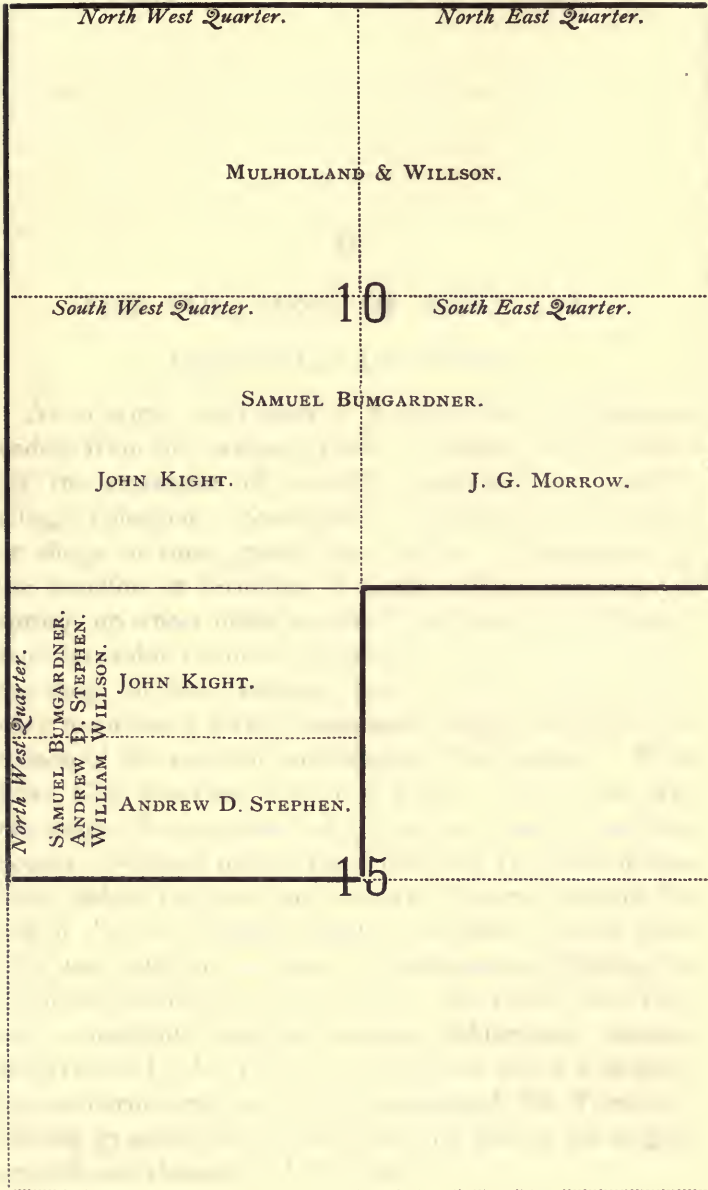 North West Quarter.
North East Quarter.
MULHOLLAND & WILLSON.
10
South West Quarter.
South East Quarter.
SAMUEL BUMGARDNER.
JOHN KIGHT.
J. G. MORROW.
North West Quarter.
SAMUEL BUMGARDNER.
ANDREW D. STEPHEN.
WILLIAM WILLSON.
JOHN KIGHT.
ANDREW D. STEPHEN.
15